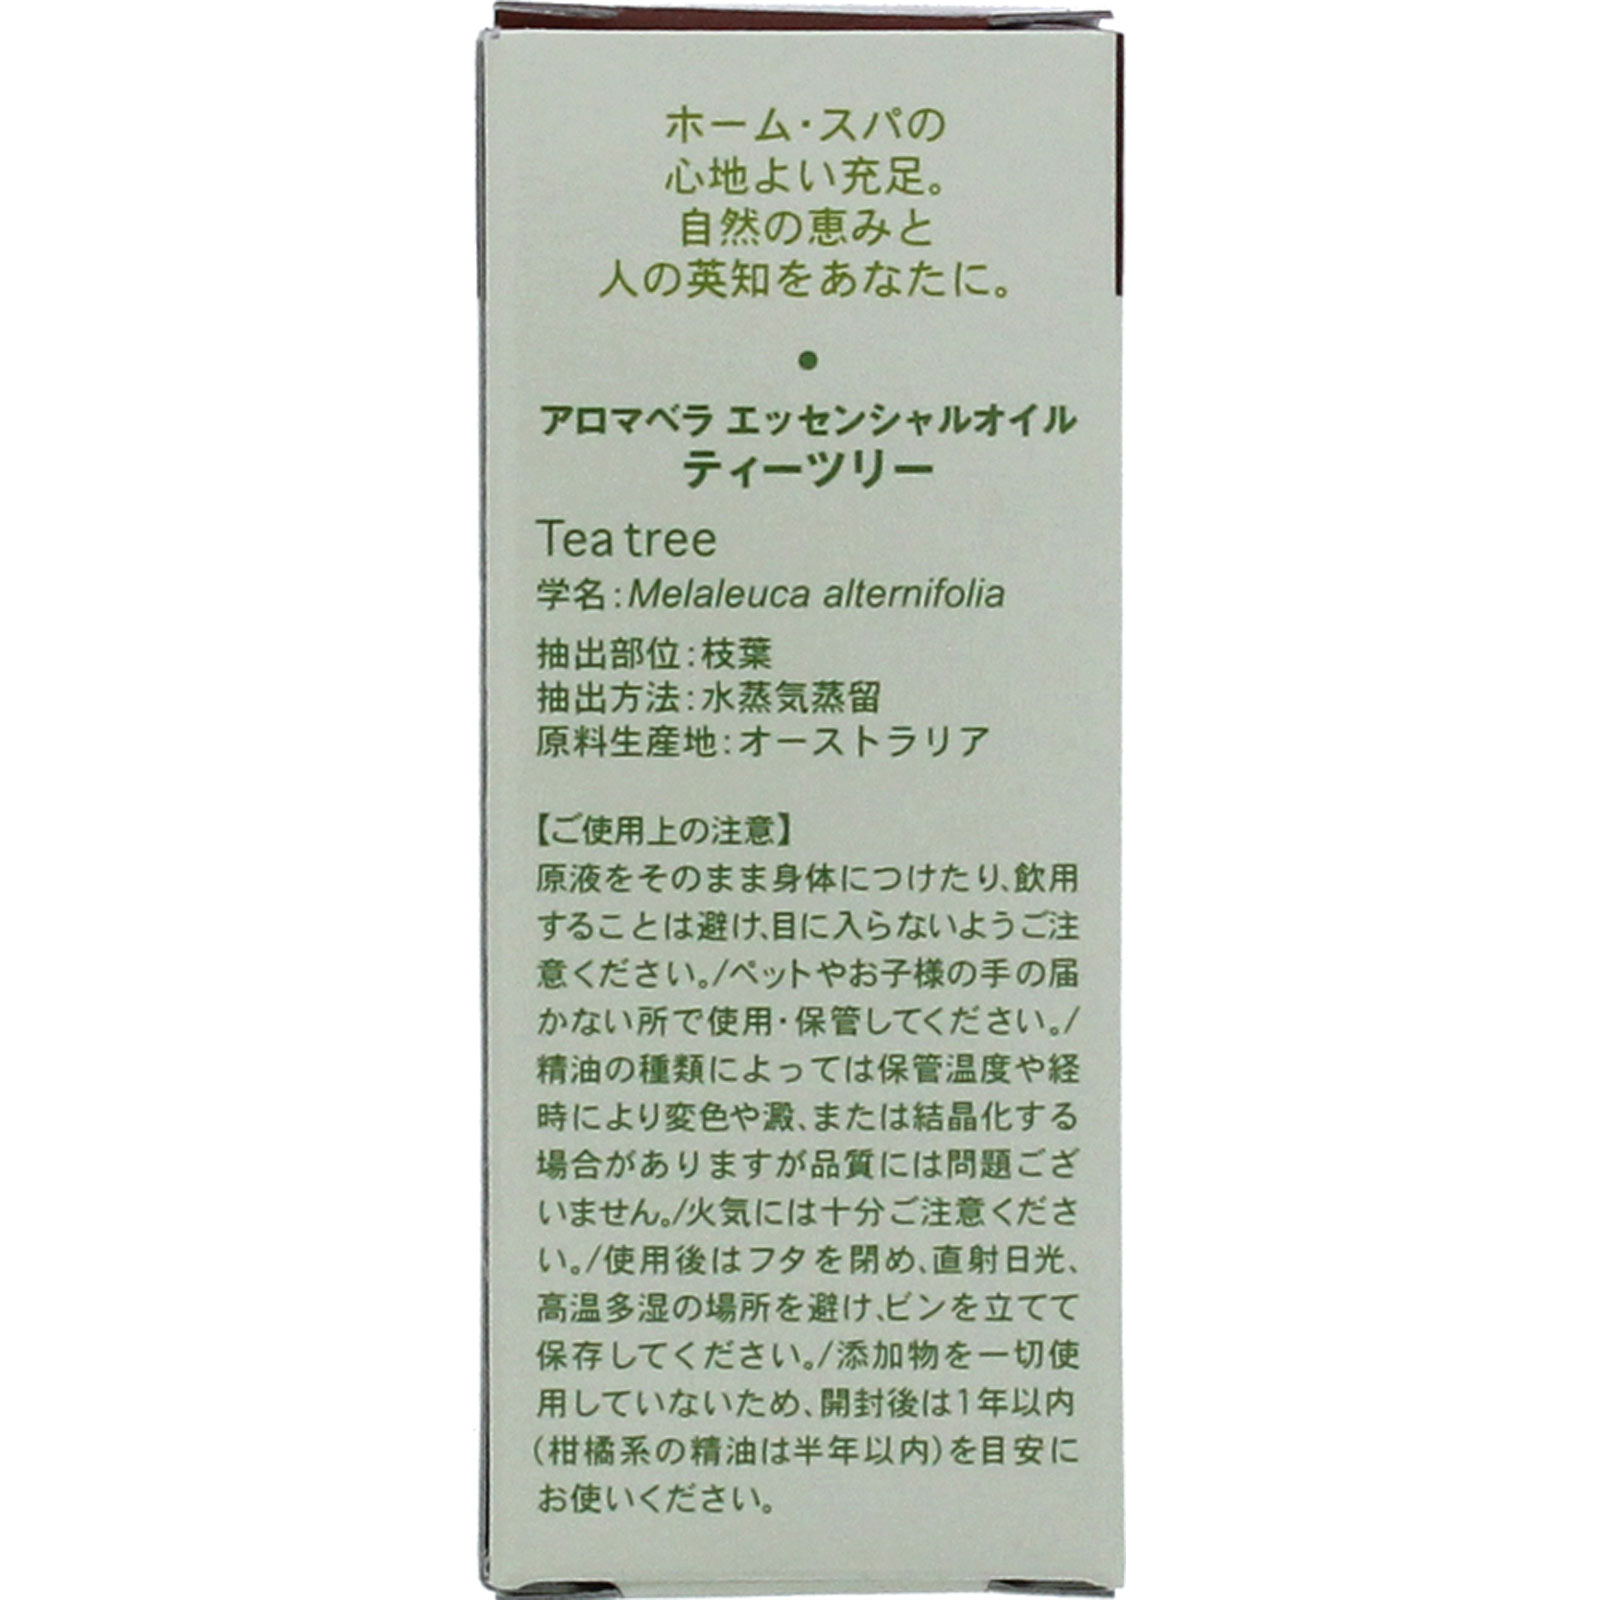 ホーム・スパの
心地よい充足。
自然の恵みと
人の英知をあなたに。
アロマベラ エッセンシャルオイル
ティーツリー
Tea tree
学名:Melaleuca alternifolia
抽出部位:枝葉
抽出方法:水蒸気蒸留
原料生産地:オーストラリア
【ご使用上の注意】
原液をそのまま身体につけたり、飲用
することは避け、目に入らないようご注
意ください。/ペットやお子様の手の届
かない所で使用・保管してください。/
精油の種類によっては保管温度や経
時により変色や澱、または結晶化する
場合がありますが品質には問題ござ
いません。/火気には十分ご注意くださ
い。/使用後はフタを閉め、直射日光、
高温多湿の場所を避け、ビンを立てて
保存してください。/添加物を一切使
用していないため、開封後は1年以内
(柑橘系の精油は半年以内)を目安に
お使いください。